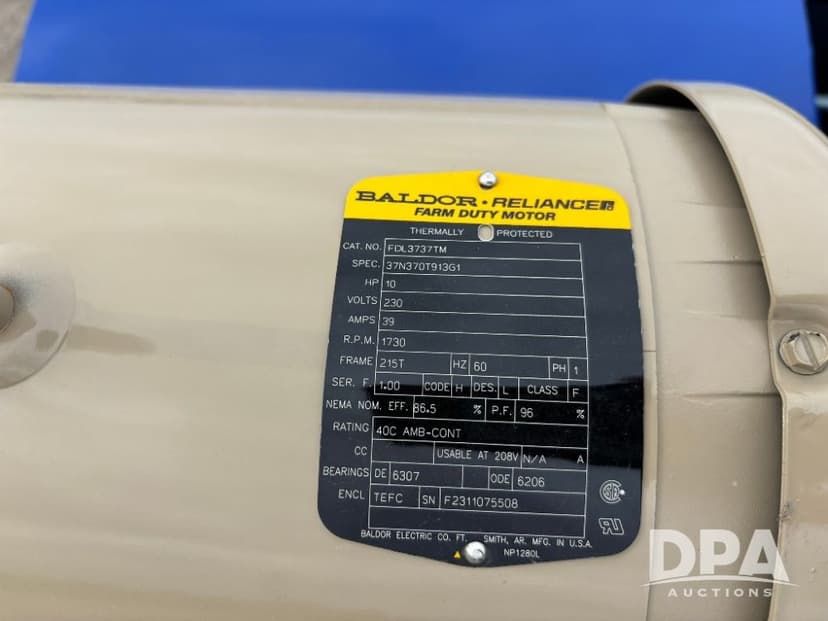 BALDOR • RELIANCE
FARM DUTY MOTOR
THERMALLY PROTECTED
CAT. NO. FDL3737TM
SPEC. 37N370T913G1
HP 10
VOLTS 230
AMPS 39
R.P.M. 1730
FRAME 215T HZ 60 PH 1
SER. F. 1.00 CODE H DES. L CLASS F
NEMA NOM. EFF. 86.5 % P.F. 96 %
RATING 40C AMB-CONT
CC USABLE AT 208V N/A A
BEARINGS DE 6307 ODE 6206
ENCL TEFC SN F2311075508
BALDOR ELECTRIC CO. FT. SMITH, AR. MFG. IN U.S.A.
NP1280L
DPA
AUCTIONS